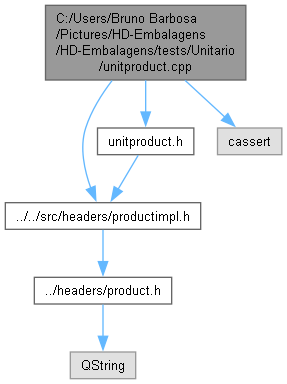 C:/Users/Bruno Barbosa
/Pictures/HD-Embalagens
/HD-Embalagens/tests/Unitario
/unitproduct.cpp
unitproduct.h
cassert
../../src/headers/productimpl.h
../headers/product.h
QString